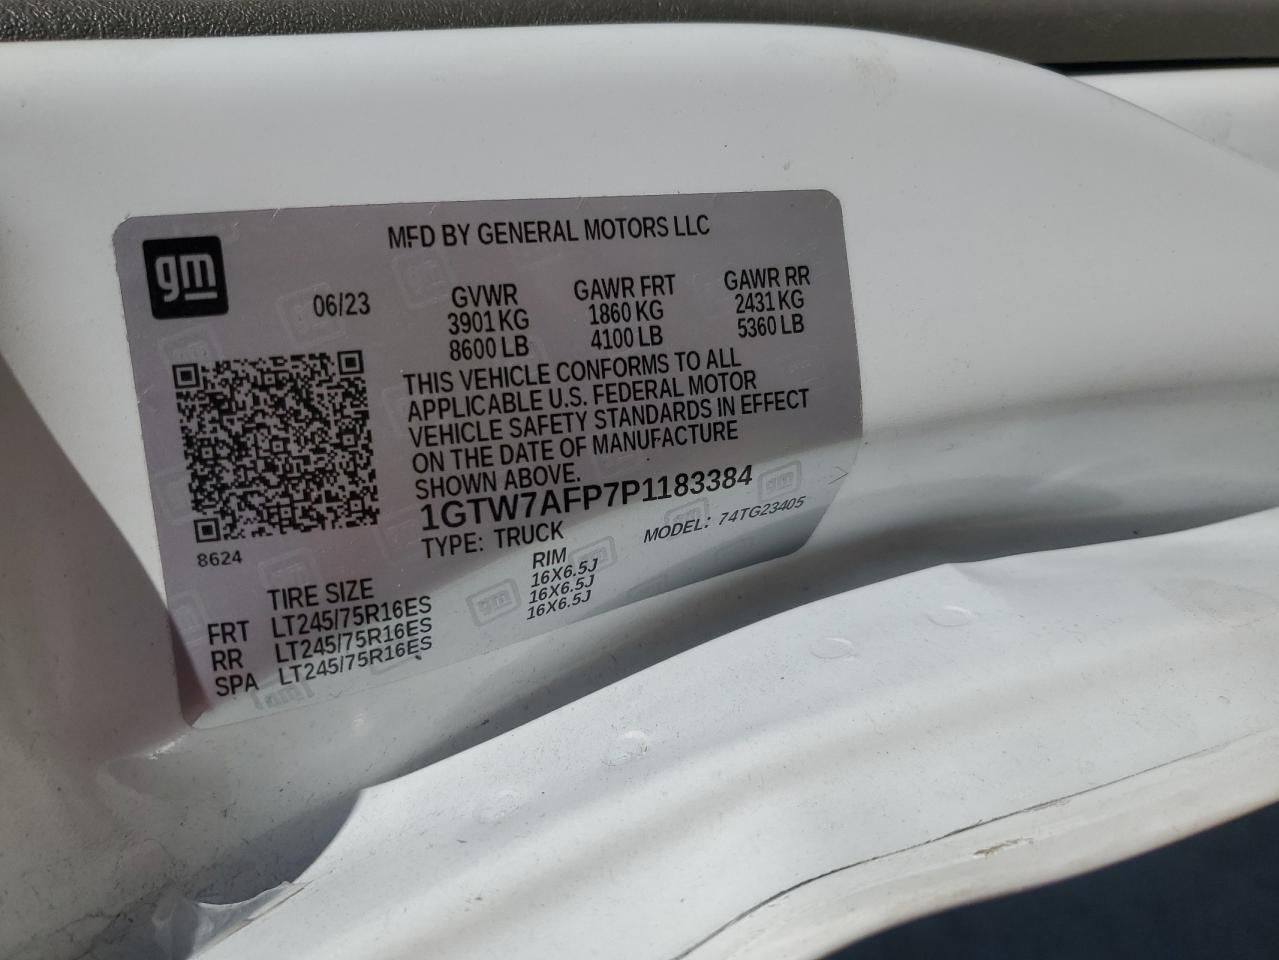 MFD BY GENERAL MOTORS LLC
gm
06/23
GVWR GAWR FRT GAWR RR
3901 KG 1860 KG 2431 KG
8600 LB 4100 LB 5360 LB
THIS VEHICLE CONFORMS TO ALL
APPLICABLE U.S. FEDERAL MOTOR
VEHICLE SAFETY STANDARDS IN EFFECT
ON THE DATE OF MANUFACTURE
SHOWN ABOVE.
1GTW7AFP7P1183384
TYPE: TRUCK MODEL: 74TG23405
8624
TIRE SIZE RIM
FRT LT245/75R16ES 16X6.5J
RR LT245/75R16ES 16X6.5J
SPA LT245/75R16ES 16X6.5J